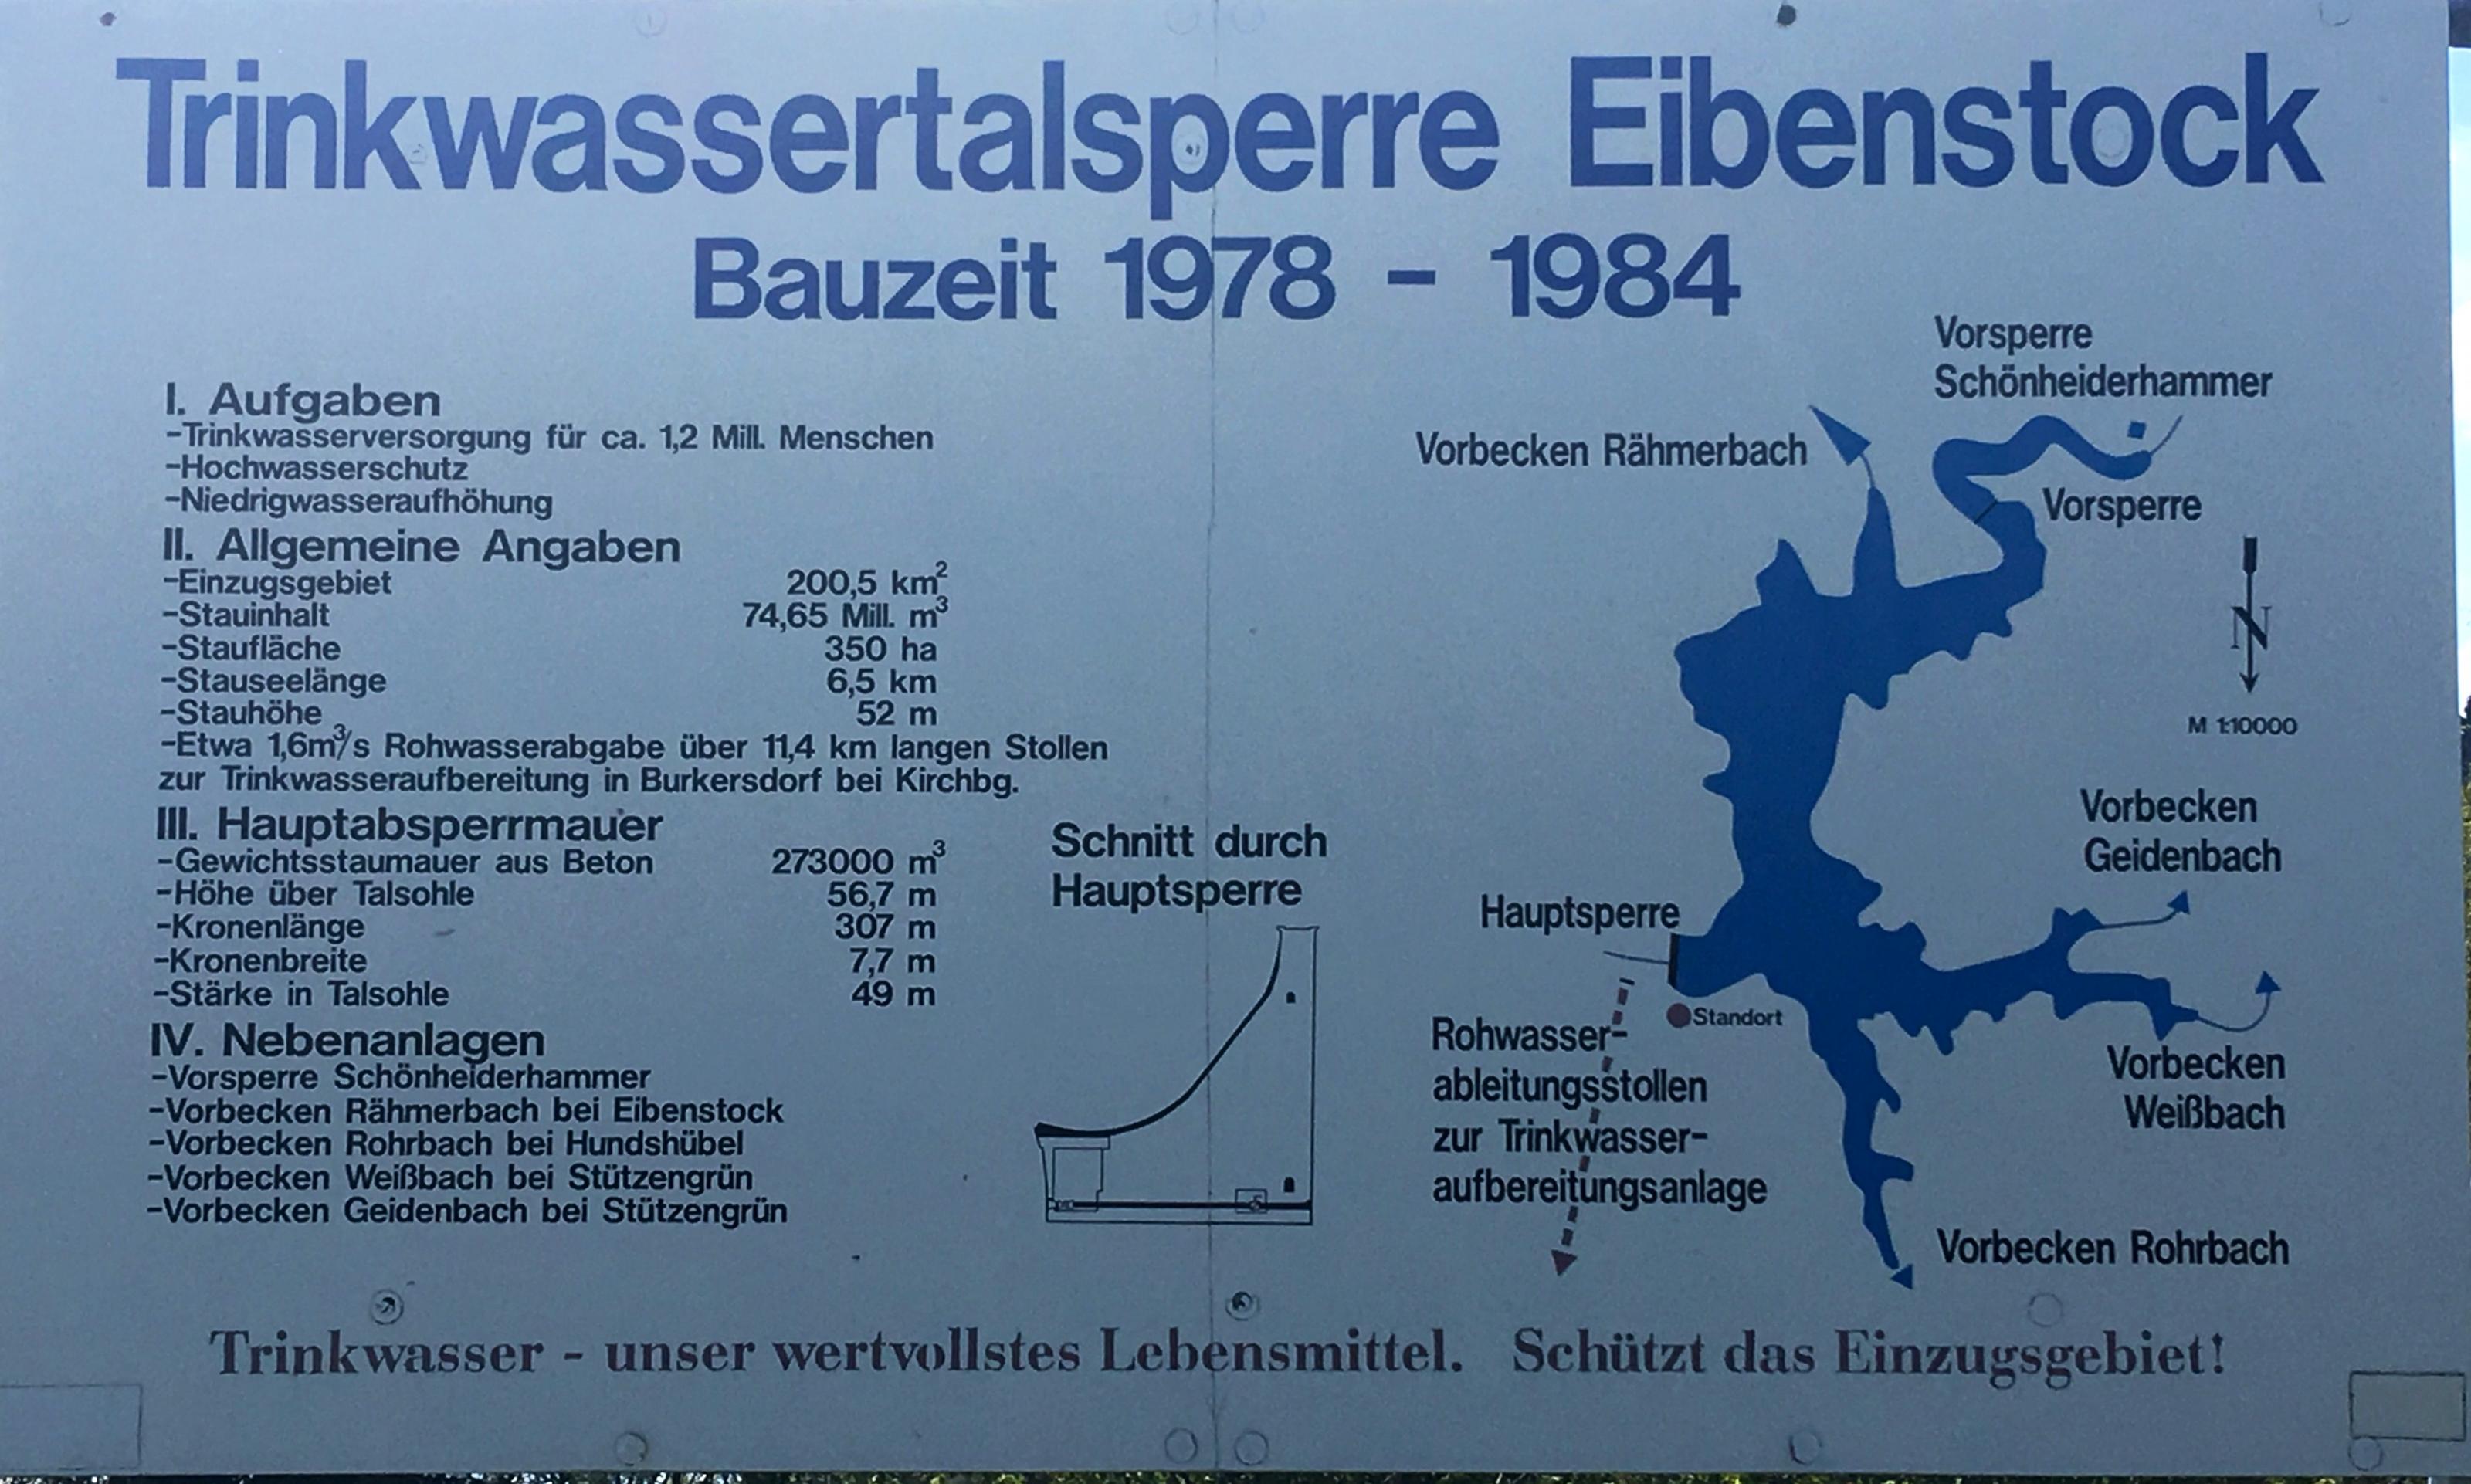 Trinkwassertalsperre Eibenstock
Bauzeit 1978 - 1984
I. Aufgaben
-Trinkwasserversorgung für ca. 1,2 Mill. Menschen
-Hochwasserschutz
-Niedrigwasseraufhöhung
II. Allgemeine Angaben
-Einzugsgebiet 200,5 km²
-Stauinhalt 74,65 Mill. m³
-Staufläche 350 ha
-Stauseelänge 6,5 km
-Stauhöhe 52 m
-Etwa 1,6m³/s Rohwasserabgabe über 11,4 km langen Stollen
zur Trinkwasseraufbereitung in Burkersdorf bei Kirchbg.
III. Hauptabsperrmauer
-Gewichtsstaumauer aus Beton 273000 m³
-Höhe über Talsohle 56,7 m
-Kronenlänge 307 m
-Kronenbreite 7,7 m
-Stärke in Talsohle 49 m
IV. Nebenanlagen
-Vorsperre Schönheiderhammer
-Vorbecken Rähmerbach bei Eibenstock
-Vorbecken Rohrbach bei Hundshübel
-Vorbecken Weißbach bei Stützengrün
-Vorbecken Geidenbach bei Stützengrün
Schnitt durch
Hauptsperre
Vorsperre
Schönheiderhammer
Vorbecken Rähmerbach
Vorsperre
N
M 1:10000
Vorbecken
Geidenbach
Hauptsperre
Standort
Rohwasser-
ableitungsstollen
zur Trinkwasser-
aufbereitungsanlage
Vorbecken
Weißbach
Vorbecken Rohrbach
Trinkwasser - unser wertvollstes Lebensmittel. Schützt das Einzugsgebiet!